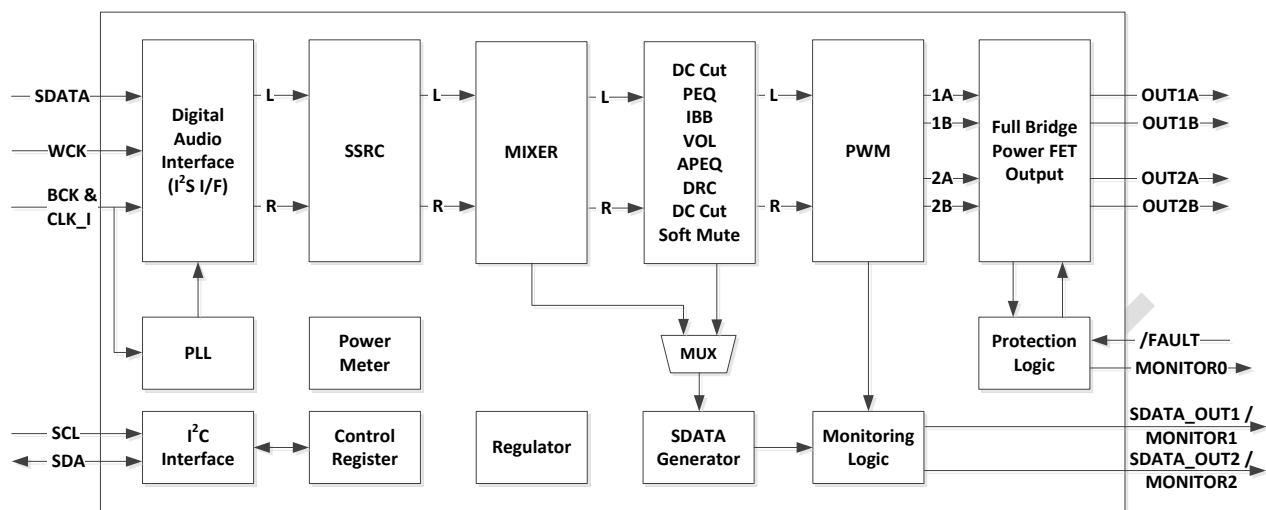 SDATA
WCK
BCK &
CLK_I
Digital
Audio
Interface
(I²S I/F)
L
R
SSRC
L
R
MIXER
L
R
DC Cut
PEQ
IBB
VOL
APEQ
DRC
DC Cut
Soft Mute
L
R
PWM
1A
1B
2A
2B
Full Bridge
Power FET
Output
OUT1A
OUT1B
OUT2A
OUT2B
PLL
Power
Meter
MUX
Protection
Logic
/FAULT
MONITOR0
SCL
SDA
I²C
Interface
Control
Register
Regulator
SDATA
Generator
Monitoring
Logic
SDATA_OUT1 /
MONITOR1
SDATA_OUT2 /
MONITOR2